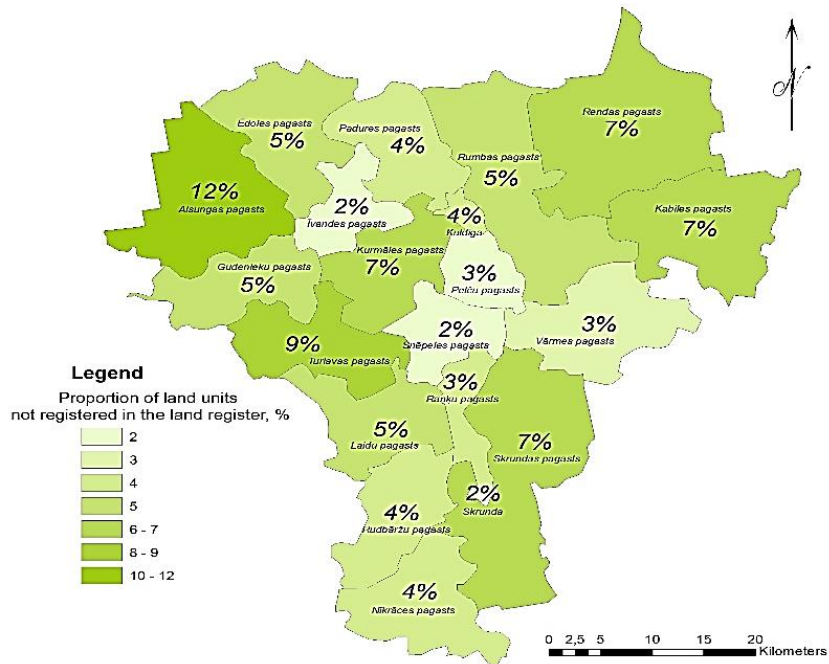 N
Rendas pagasts
7%
Ēdoles pagasts
5%
Padures pagasts
4%
Rumbas pagasts
5%
12%
Alsungas pagasts
2%
Īvandes pagasts
4%
Kuldīga
Kabiles pagasts
7%
Kurmāles pagasts
7%
Gudenieku pagasts
5%
3%
Pelču pagasts
2%
Snēpeles pagasts
3%
Vārmes pagasts
9%
Turlavas pagasts
3%
Raņķu pagasts
5%
Laidu pagasts
7%
Skrundas pagasts
2%
Skrunda
4%
Rudbāržu pagasts
4%
Nīkrāces pagasts
Legend
Proportion of land units
not registered in the land register, %
2
3
4
5
6 - 7
8 - 9
10 - 12
0 2,5 5 10 15 20
Kilometers